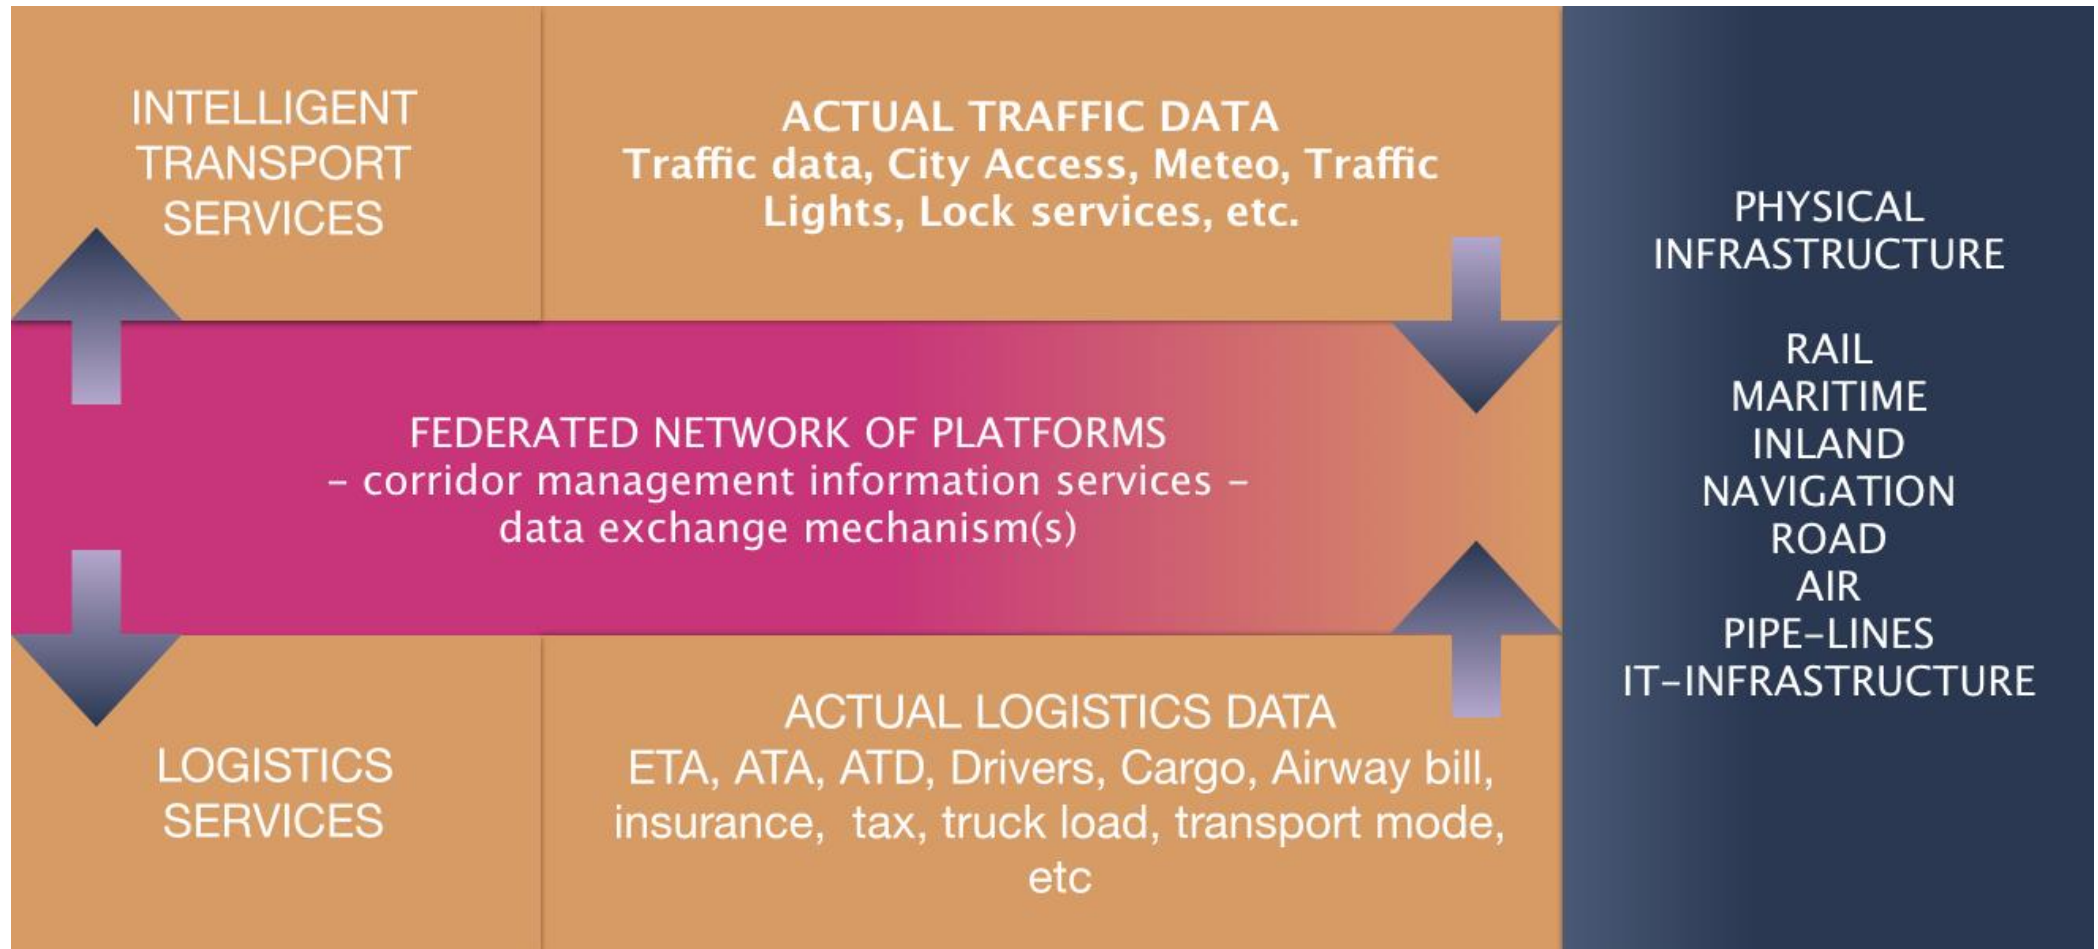 INTELLIGENT
TRANSPORT
SERVICES
ACTUAL TRAFFIC DATA
Traffic data, City Access, Meteo, Traffic
Lights, Lock services, etc.
FEDERATED NETWORK OF PLATFORMS
– corridor management information services –
data exchange mechanism(s)
LOGISTICS
SERVICES
ACTUAL LOGISTICS DATA
ETA, ATA, ATD, Drivers, Cargo, Airway bill,
insurance,  tax, truck load, transport mode,
etc
PHYSICAL
INFRASTRUCTURE
RAIL
MARITIME
INLAND
NAVIGATION
ROAD
AIR
PIPE–LINES
IT–INFRASTRUCTURE